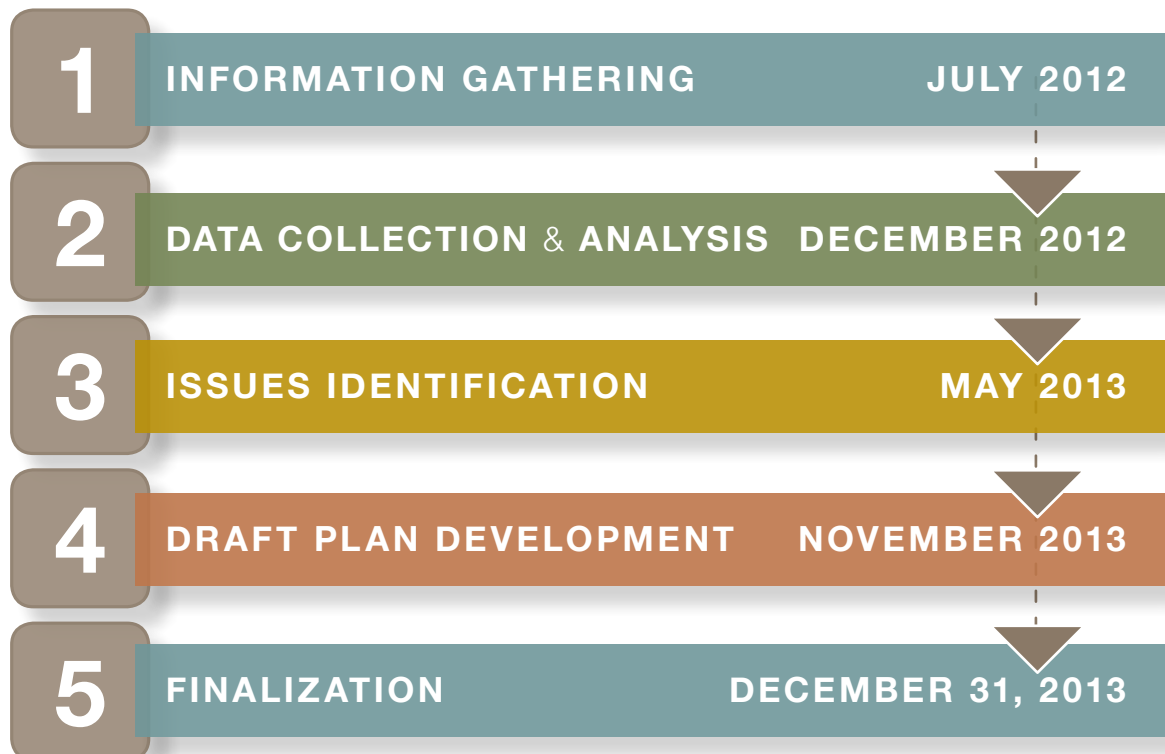 1 INFORMATION GATHERING JULY 2012
2 DATA COLLECTION & ANALYSIS DECEMBER 2012
3 ISSUES IDENTIFICATION MAY 2013
4 DRAFT PLAN DEVELOPMENT NOVEMBER 2013
5 FINALIZATION DECEMBER 31, 2013